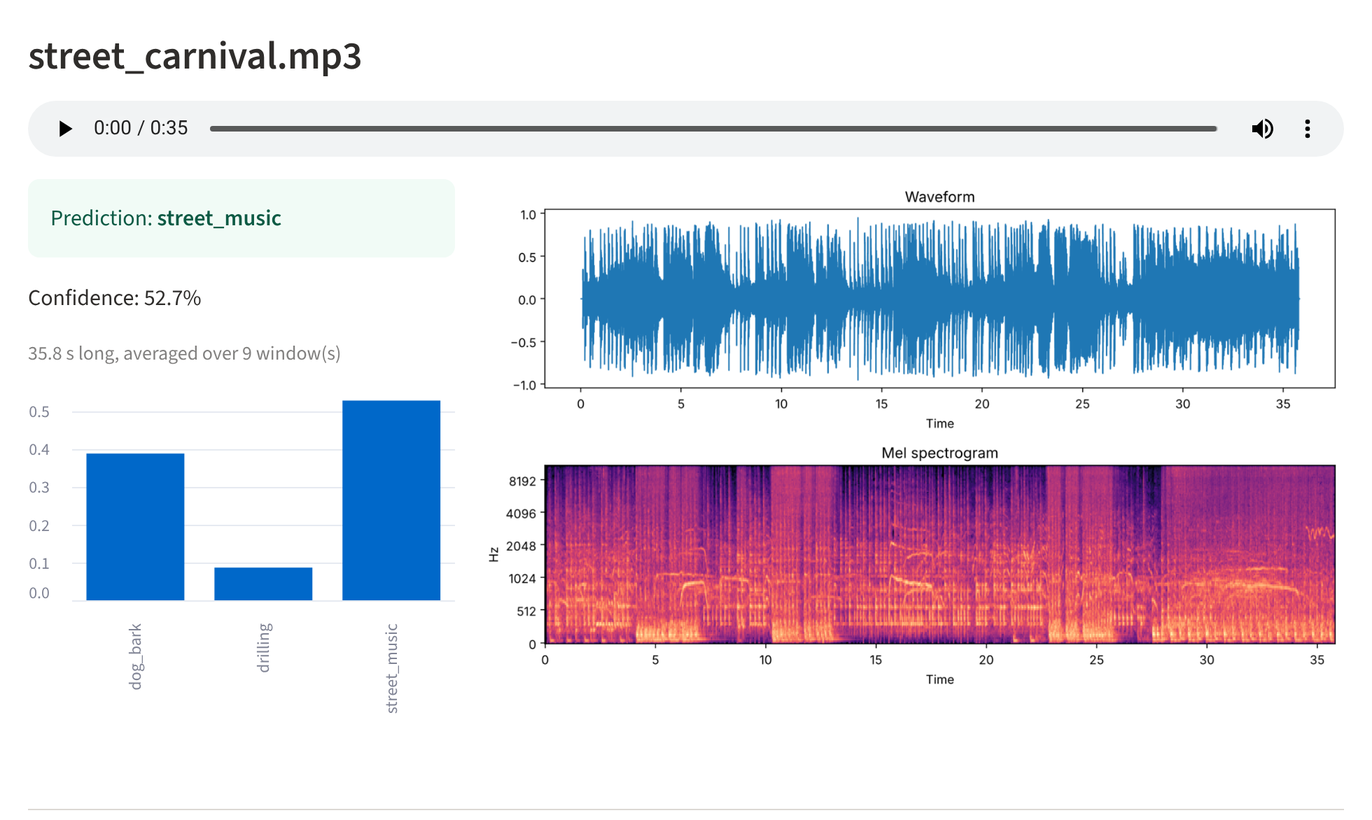 street_carnival.mp3
0:00 / 0:35
Prediction: street_music
Confidence: 52.7%
35.8 s long, averaged over 9 window(s)
0.5
0.4
0.3
0.2
0.1
0.0
dog_bark
drilling
street_music
Waveform
1.0
0.5
0.0
−0.5
−1.0
0 5 10 15 20 25 30 35
Time
Mel spectrogram
8192
4096
2048
1024
512
0
Hz
0 5 10 15 20 25 30 35
Time